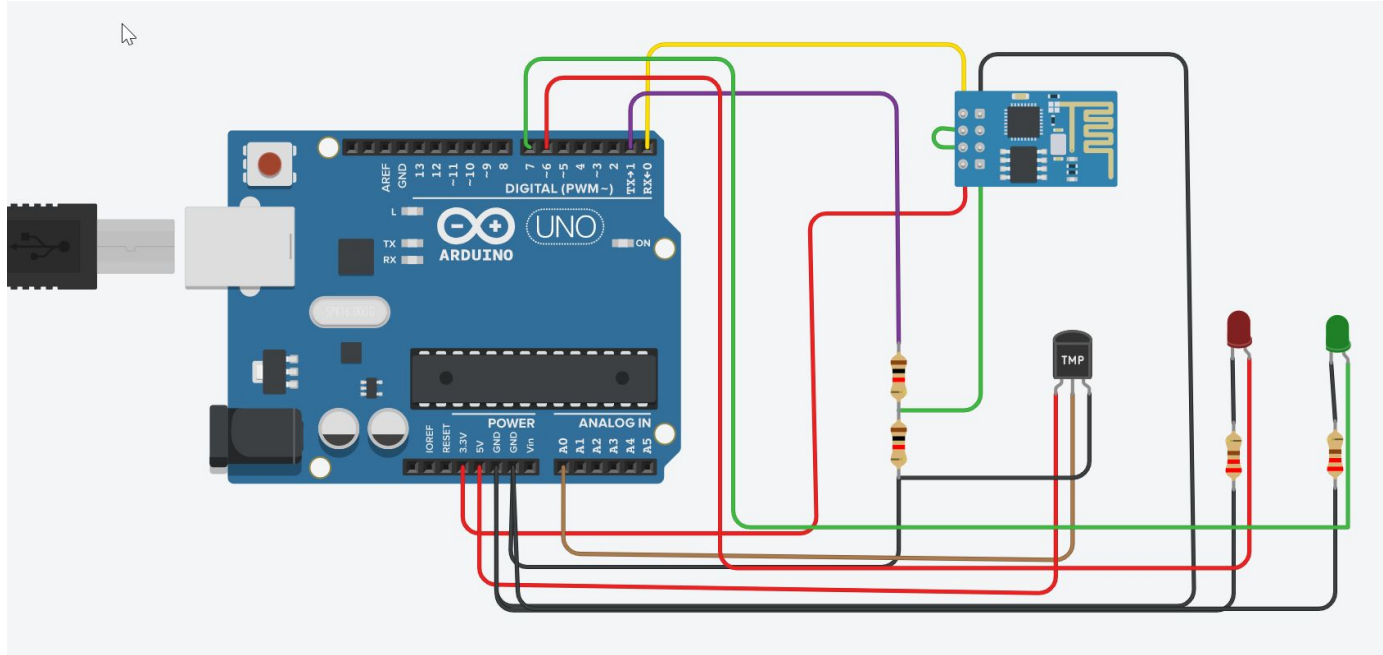 AREF
GND
13
12
~11
~10
~9
8
7
~6
~5
4
~3
2
TX→1
RX←0
DIGITAL (PWM~)
L
TX
RX
ARDUINO
UNO
ON
TMP
POWER
ANALOG IN
IOREF
RESET
3.3V
5V
GND
GND
Vin
A0
A1
A2
A3
A4
A5